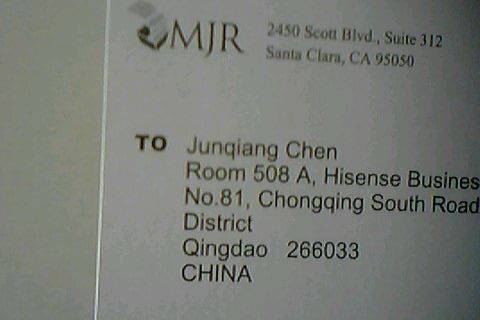 MJR
2450 Scott Blvd., Suite 312
Santa Clara, CA 95050
TO
Junqiang Chen
Room 508 A, Hisense Busines
No.81, Chongqing South Road
District
Qingdao 266033
CHINA